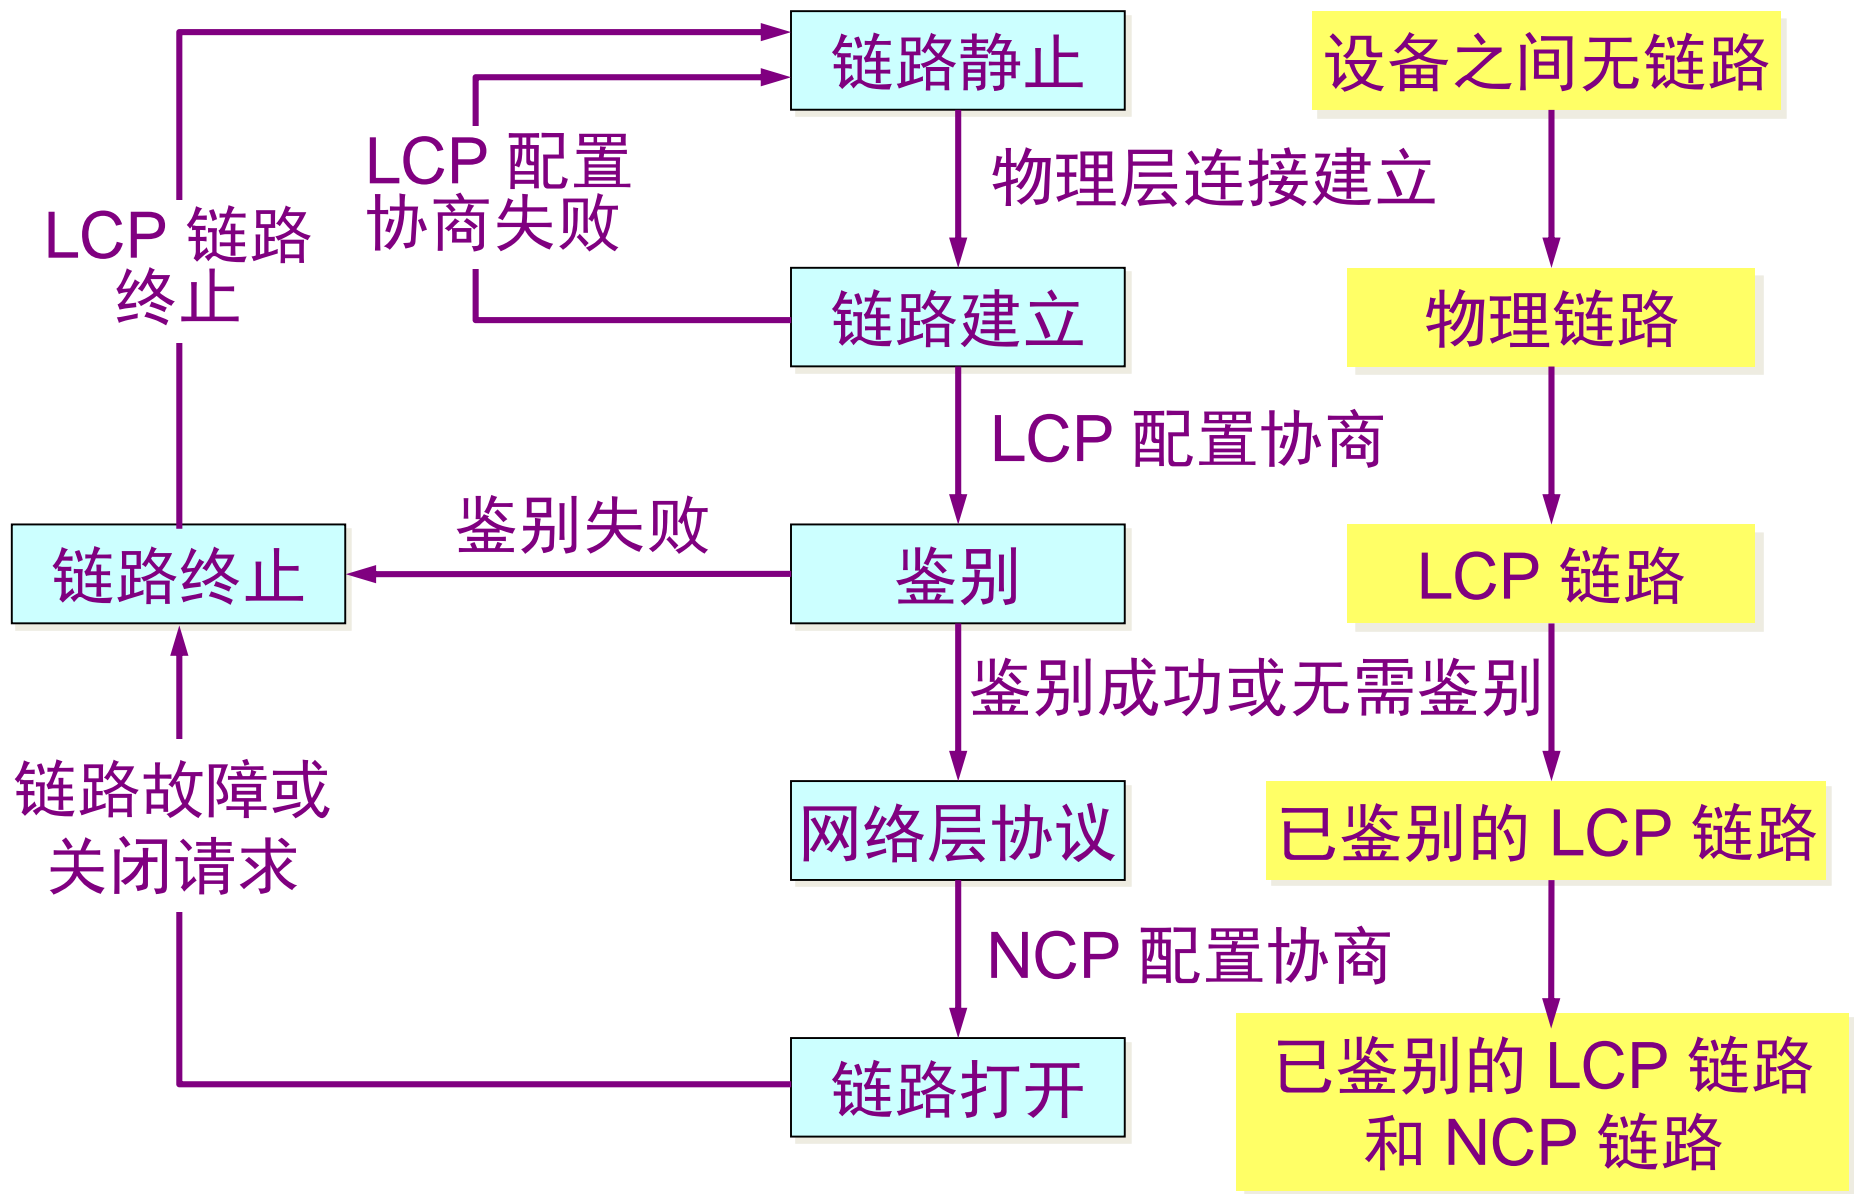 链路静止
设备之间无链路
LCP 配置
协商失败
物理层连接建立
LCP 链路
终止
链路建立
物理链路
LCP 配置协商
鉴别失败
链路终止
鉴别
LCP 链路
鉴别成功或无需鉴别
链路故障或
关闭请求
网络层协议
已鉴别的 LCP 链路
NCP 配置协商
链路打开
已鉴别的 LCP 链路
和 NCP 链路